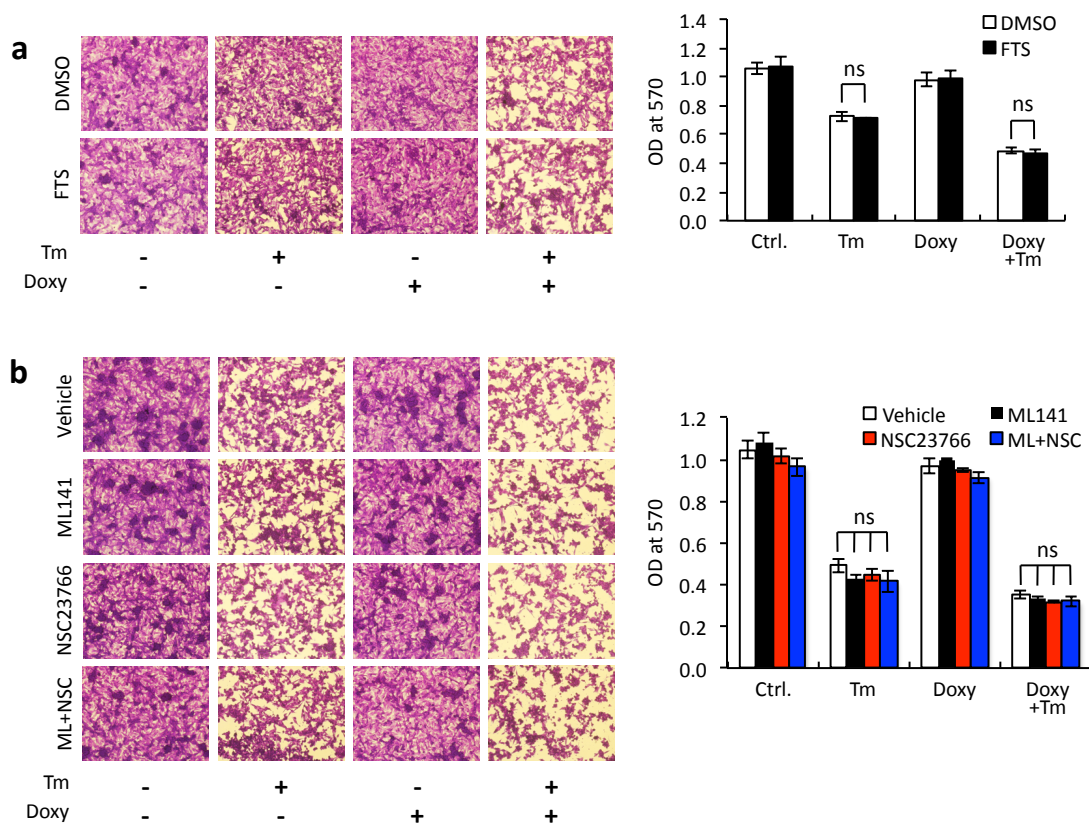 a
DMSO
FTS
Tm - + - +
Doxy - - + +
OD at 570
1.4
1.2
1.0
0.8
0.6
0.4
0.2
0.0
DMSO
FTS
ns
ns
Ctrl. Tm Doxy Doxy
+Tm
b
Vehicle
ML141
NSC23766
ML+NSC
Tm - + - +
Doxy - - + +
OD at 570
1.2
1.0
0.8
0.6
0.4
0.2
0.0
Vehicle ML141
NSC23766 ML+NSC
ns
ns
Ctrl. Tm Doxy Doxy
+Tm